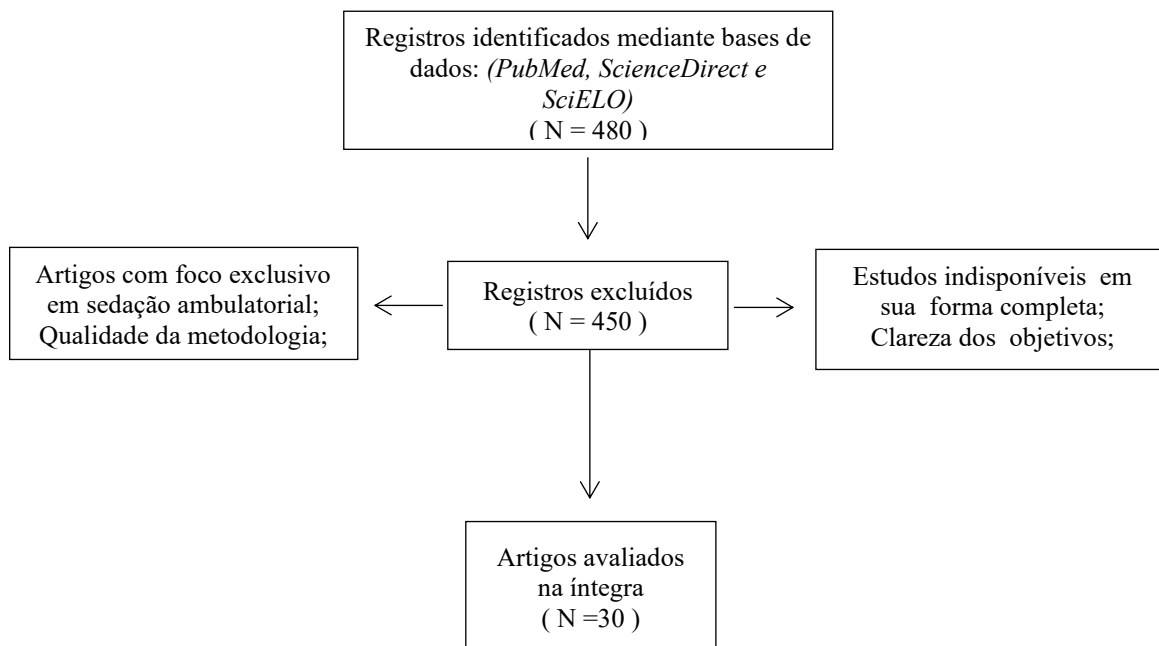 Registros identificados mediante bases de
dados: (PubMed, ScienceDirect e
SciELO)
( N = 480 )
Artigos com foco exclusivo
em sedação ambulatorial;
Qualidade da metodologia;
Registros excluídos
( N = 450 )
Estudos indisponíveis em
sua forma completa;
Clareza dos objetivos;
Artigos avaliados
na íntegra
( N =30 )